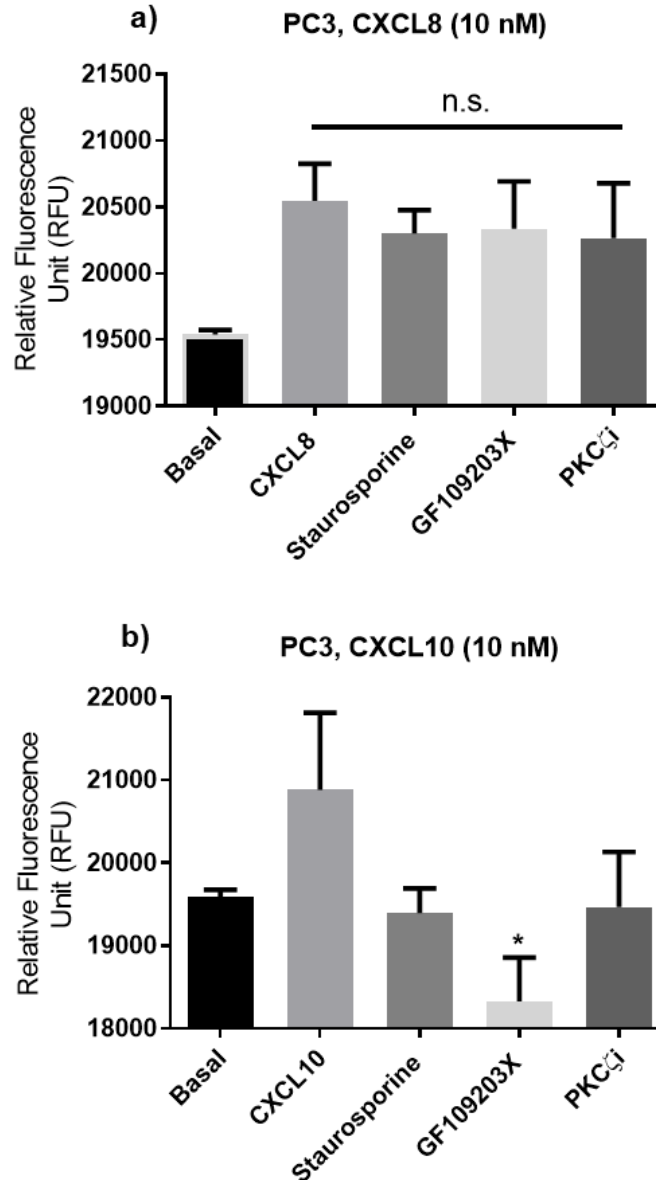 a)
PC3, CXCL8 (10 nM)
Relative Fluorescence
Unit (RFU)
21500
21000
20500
20000
19500
19000
n.s.
Basal
CXCL8
Staurosporine
GF109203X
PKCζi
b)
PC3, CXCL10 (10 nM)
Relative Fluorescence
Unit (RFU)
22000
21000
20000
19000
18000
*
Basal
CXCL10
Staurosporine
GF109203X
PKCζi